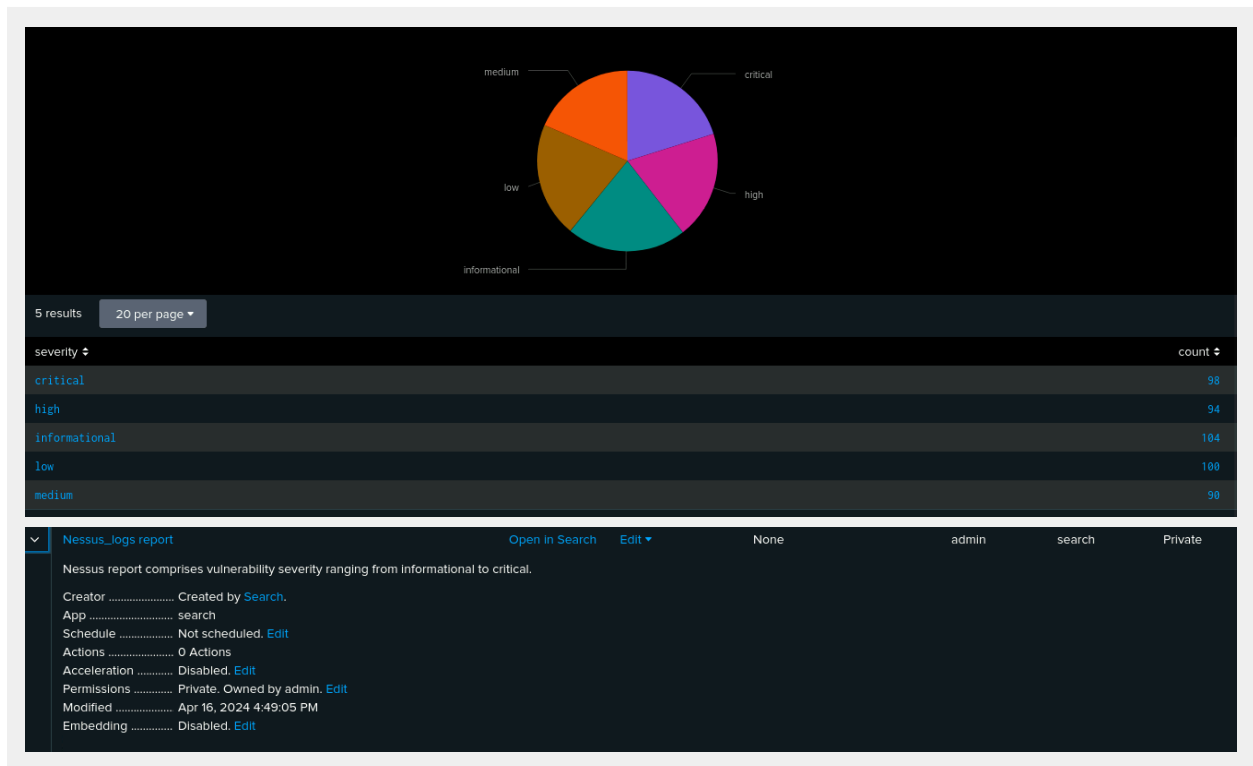 medium
critical
low
high
informational
5 results 20 per page
severity count
critical 98
high 94
informational 104
low 100
medium 90
Nessus_logs report Open in Search Edit None admin search Private
Nessus report comprises vulnerability severity ranging from informational to critical.
Creator ...................... Created by Search.
App ............................ search
Schedule .................. Not scheduled. Edit
Actions ...................... 0 Actions
Acceleration ............ Disabled. Edit
Permissions ............. Private. Owned by admin. Edit
Modified ................... Apr 16, 2024 4:49:05 PM
Embedding .............. Disabled. Edit